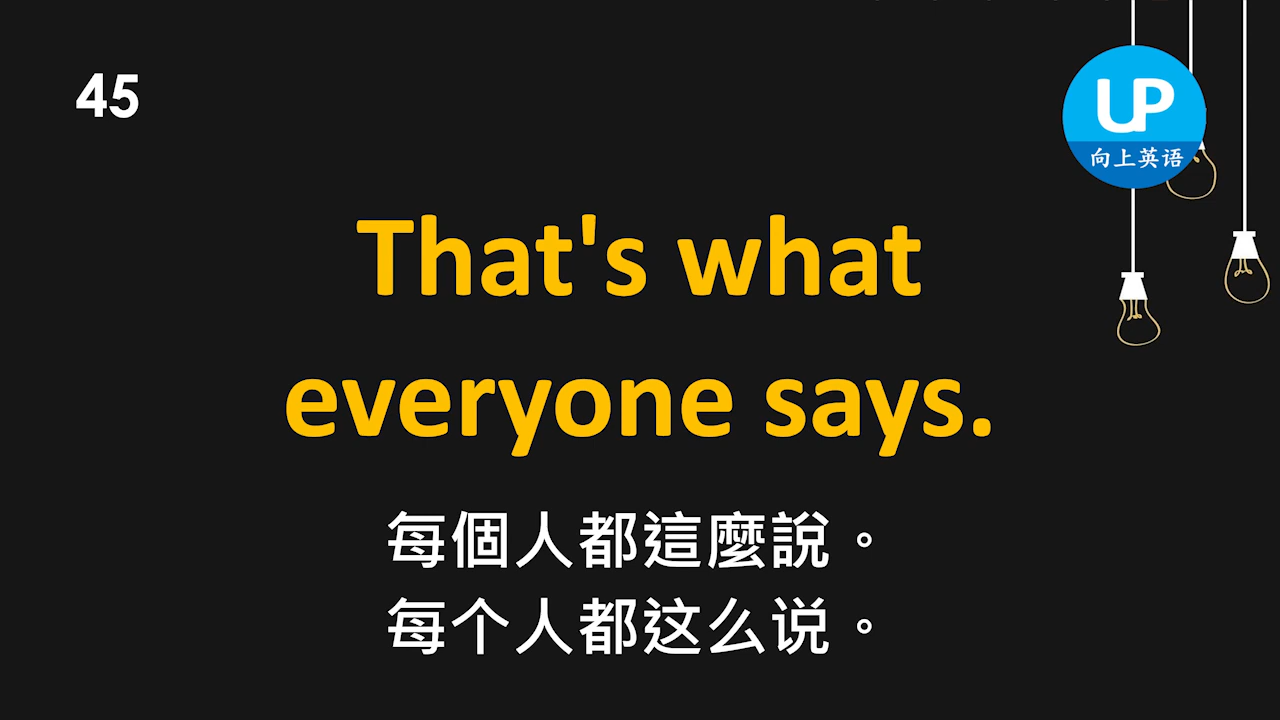 45
UP
向上英语
That's what
everyone says.
每個人都這麼說。
每个人都这么说。